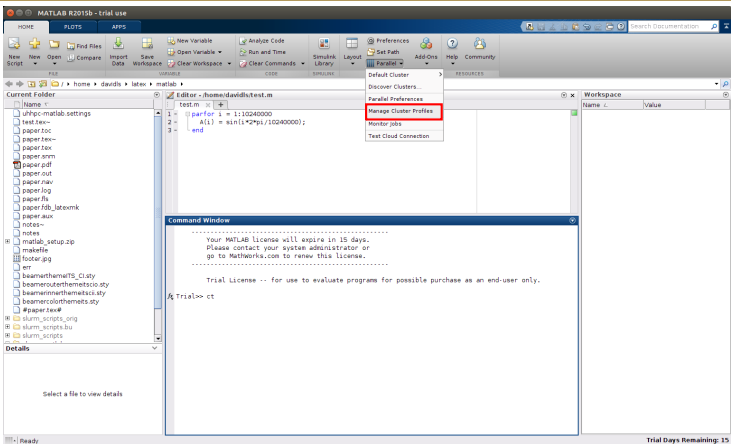 MATLAB R2015b - trial use
HOME PLOTS APPS
Search Documentation
New Script
New
Open
Find Files
Compare
Import Data
Save Workspace
New Variable
Open Variable
Clear Workspace
Analyze Code
Run and Time
Clear Commands
Simulink Library
Layout
Preferences
Set Path
Parallel
Add-Ons
Help
Community
FILE VARIABLE CODE SIMULINK RESOURCES
/ home davidls latex matlab
Default Cluster
Discover Clusters...
Parallel Preferences
Manage Cluster Profiles
Monitor Jobs
Test Cloud Connection
Current Folder
Name
uhhpc-matlab.settings
test.tex~
paper.toc
paper.tex~
paper.tex
paper.snm
paper.pdf
paper.out
paper.nav
paper.log
paper.fls
paper.fdb_latexmk
paper.aux
notes~
notes
matlab_setup.zip
makefile
footer.jpg
err
beamerthemeITS_CI.sty
beamerouterthemeitscio.sty
beamerinnerthemeitscii.sty
beamercolorthemeits.sty
#paper.tex#
slurm_scripts_orig
slurm_scripts.bu
slurm_scripts
Details
Select a file to view details
Editor - /home/davidls/test.m
test.m × +
1 - parfor i = 1:10240000
2 - A(i) = sin(i*2*pi/10240000);
3 - end
Command Window
----------------------------------------------------
Your MATLAB license will expire in 15 days.
Please contact your system administrator or
go to MathWorks.com to renew this license.
----------------------------------------------------
Trial License -- for use to evaluate programs for possible purchase as an end-user only.
fx Trial>> ct
Workspace
Name Value
Ready
Trial Days Remaining: 15